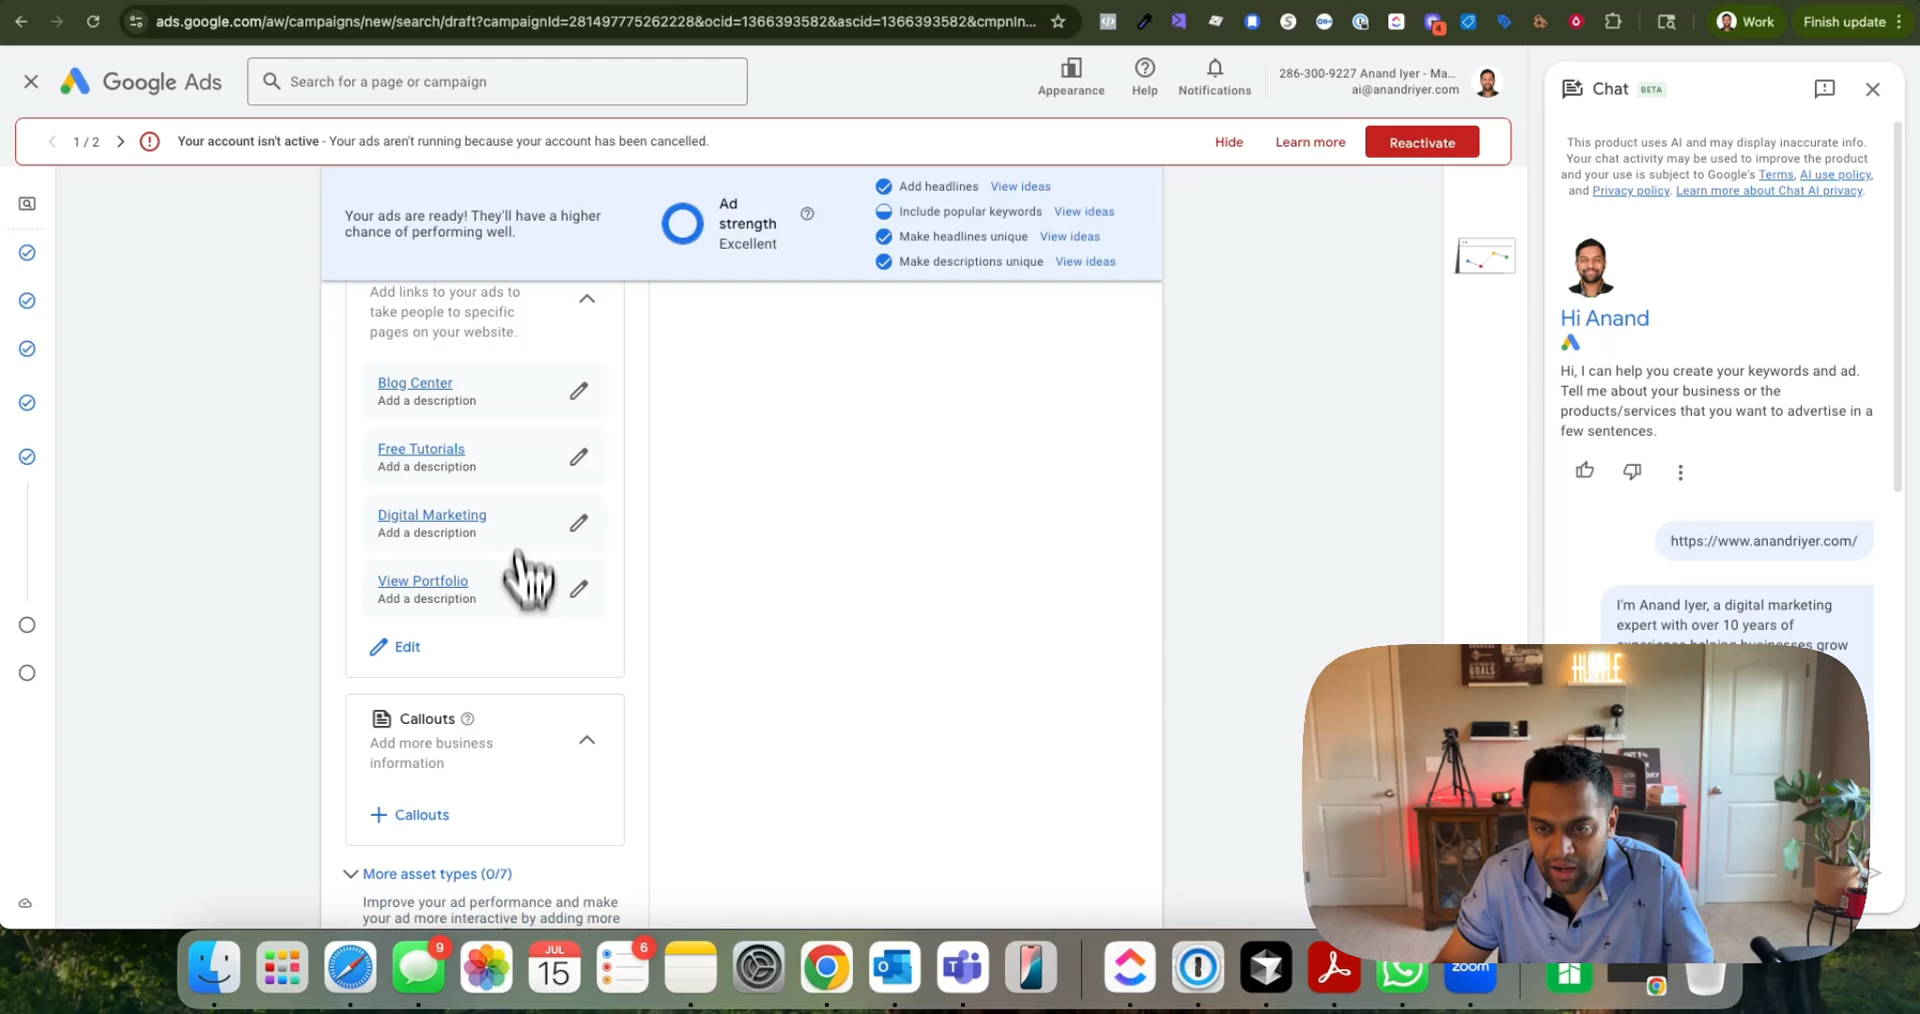 ads.google.com/aw/campaigns/new/search/draft?campaignId=281497775262228&ocid=1366393582&ascid=1366393582&cmpnIn...
4
Work
Finish update
Google Ads
Search for a page or campaign
Appearance
Help
Notifications
286-300-9227 Anand Iyer - Ma...
ai@anandriyer.com
1 / 2
Your account isn't active - Your ads aren't running because your account has been cancelled.
Hide
Learn more
Reactivate
Your ads are ready! They'll have a higher
chance of performing well.
Ad
strength
Excellent
Add headlines View ideas
Include popular keywords View ideas
Make headlines unique View ideas
Make descriptions unique View ideas
Add links to your ads to
take people to specific
pages on your website.
Blog Center
Add a description
Free Tutorials
Add a description
Digital Marketing
Add a description
View Portfolio
Add a description
Edit
Callouts
Add more business
information
Callouts
More asset types (0/7)
Improve your ad performance and make
your ad more interactive by adding more
Chat BETA
This product uses AI and may display inaccurate info.
Your chat activity may be used to improve the product
and your use is subject to Google's Terms, AI use policy,
and Privacy policy. Learn more about Chat AI privacy.
Hi Anand
Hi, I can help you create your keywords and ad.
Tell me about your business or the
products/services that you want to advertise in a
few sentences.
https://www.anandriyer.com/
I'm Anand Iyer, a digital marketing
expert with over 10 years of
experience helping businesses grow
HUSTLE
GOALS
9
JUL
15
6
zoom